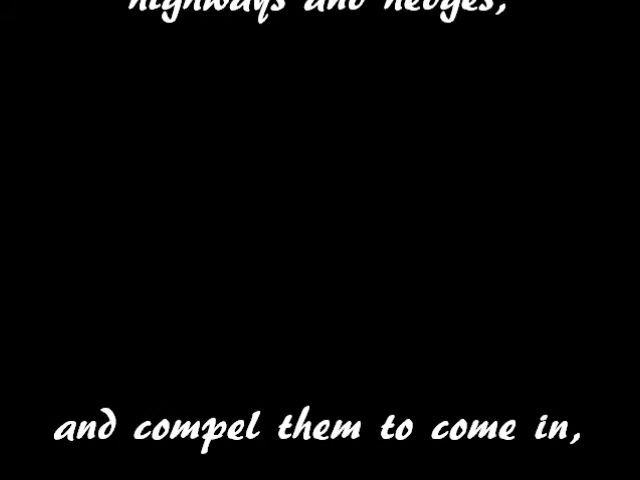 highways and hedges,
and compel them to come in,